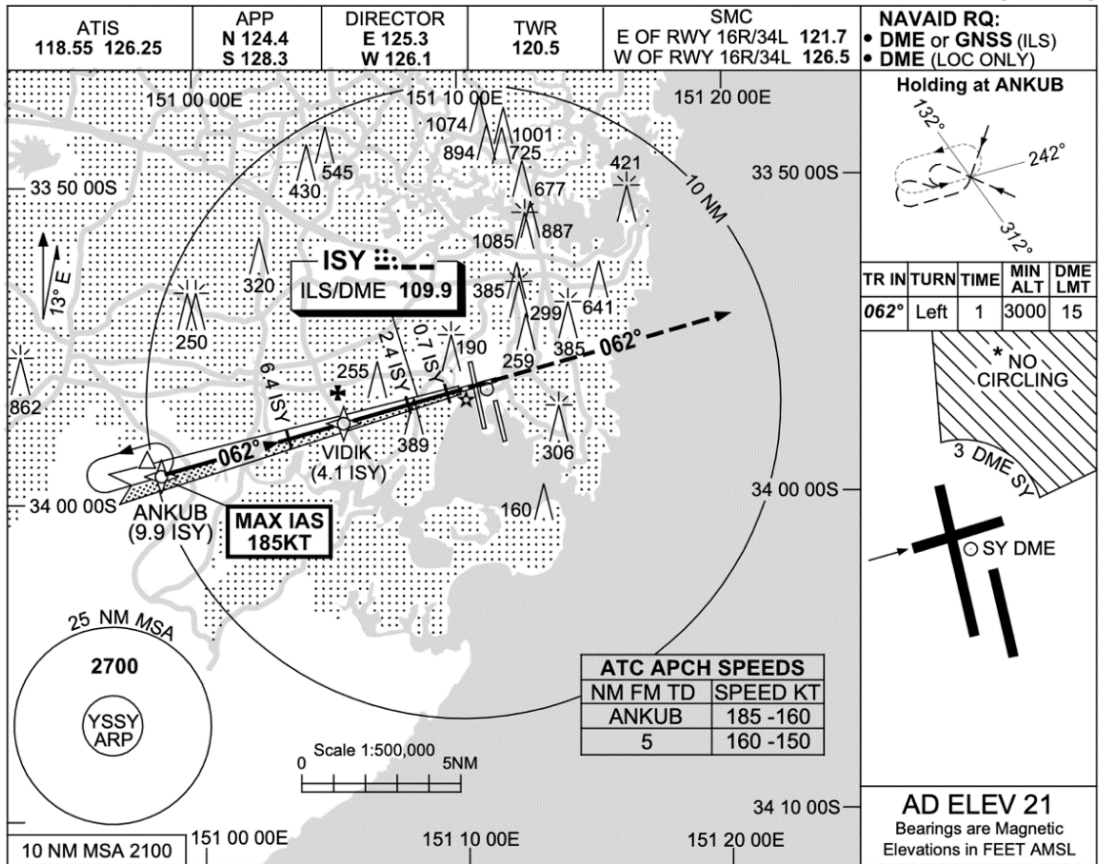 ATIS
118.55 126.25
APP
N 124.4
S 128.3
DIRECTOR
E 125.3
W 126.1
TWR
120.5
SMC
E OF RWY 16R/34L 121.7
W OF RWY 16R/34L 126.5
NAVAID RQ:
• DME or GNSS (ILS)
• DME (LOC ONLY)
151 00 00E
151 10 00E
151 20 00E
1074
1001
894
725
545
430
421
677
33 50 00S
33 50 00S
10 NM
887
1085
13° E
320
ISY
ILS/DME 109.9
385
641
250
299
385
190
259
062°
2.4 ISY
0.7 ISY
6.4 ISY
255
862
389
306
062°
VIDIK
(4.1 ISY)
34 00 00S
34 00 00S
ANKUB
(9.9 ISY)
MAX IAS
185KT
160
25 NM MSA
2700
YSSY
ARP
ATC APCH SPEEDS
NM FM TD SPEED KT
ANKUB 185 -160
5 160 -150
Scale 1:500,000
0 5NM
34 10 00S
10 NM MSA 2100
151 00 00E
151 10 00E
151 20 00E
Holding at ANKUB
132°
242°
312°
TR IN TURN TIME MIN ALT DME LMT
062° Left 1 3000 15
* NO
CIRCLING
3 DME SY
SY DME
AD ELEV 21
Bearings are Magnetic
Elevations in FEET AMSL